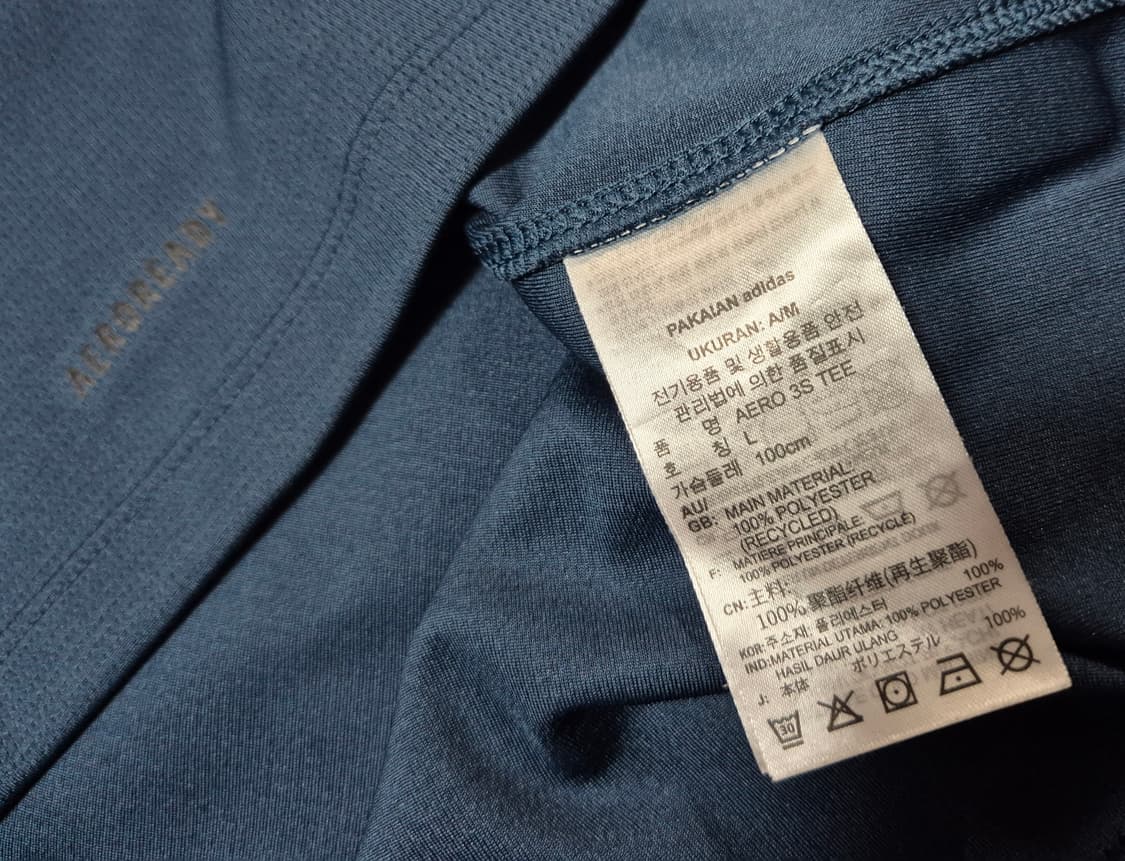 AEROREADY
PAKAIAN adidas
UKURAN: A/M
전기용품 및 생활용품 안전
관리법에 의한 품질표시
품 명 AERO 3S TEE
호 칭 L
가슴둘레 100cm
AU/
GB: MAIN MATERIAL:
100% POLYESTER
(RECYCLED)
F: MATIERE PRINCIPALE:
100% POLYESTER (RECYCLÉ)
CN: 主料:
100% 聚酯纤维(再生聚酯)
KOR: 주소재: 폴리에스터 100%
IND: MATERIAL UTAMA: 100% POLYESTER
HASIL DAUR ULANG
J: 本体 ポリエステル 100%
30